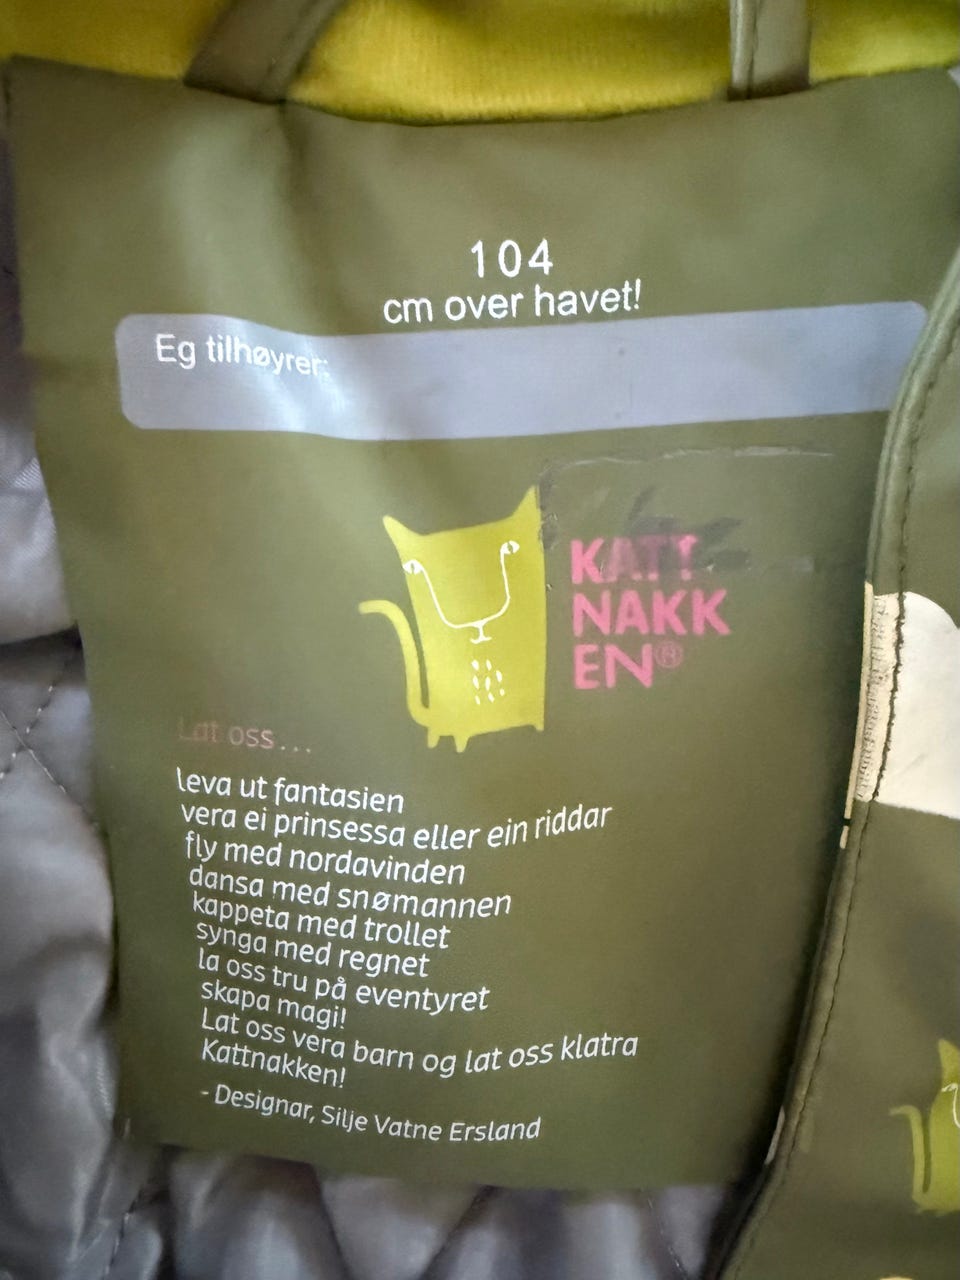 104
cm over havet!
Eg tilhøyrer:
KATT
NAKK
EN®
Lat oss...
leva ut fantasien
vera ei prinsessa eller ein riddar
fly med nordavinden
dansa med snømannen
kappeta med trollet
synga med regnet
la oss tru på eventyret
skapa magi!
Lat oss vera barn og lat oss klatra
Kattnakken!
- Designar, Silje Vatne Ersland